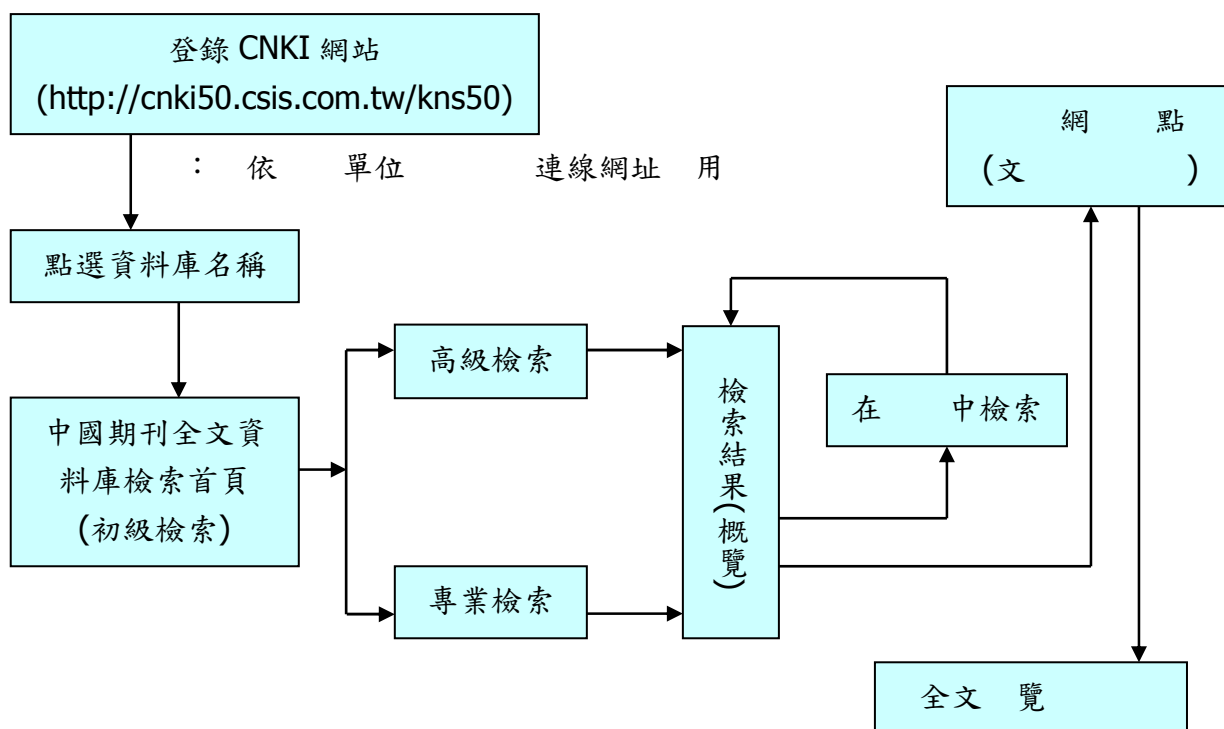 登錄 CNKI 網站
(http://cnki50.csis.com.tw/kns50)
： 依 單位 連線網址 用
點選資料庫名稱
中國期刊全文資
料庫檢索首頁
(初級檢索)
高級檢索
專業檢索
檢索結果(概覽)
在 中檢索
網 點
(文 )
全文 覽